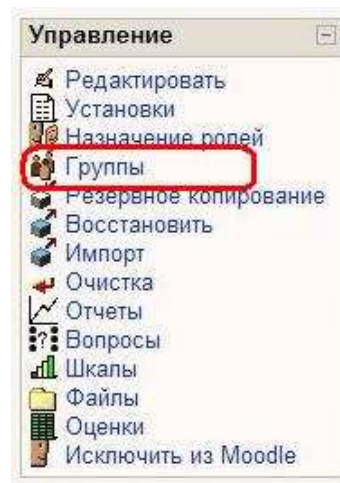 Управление
Редактировать
Установки
Назначение ролей
Группы
Резервное копирование
Восстановить
Импорт
Очистка
Отчеты
Вопросы
Шкалы
Файлы
Оценки
Исключить из Moodle